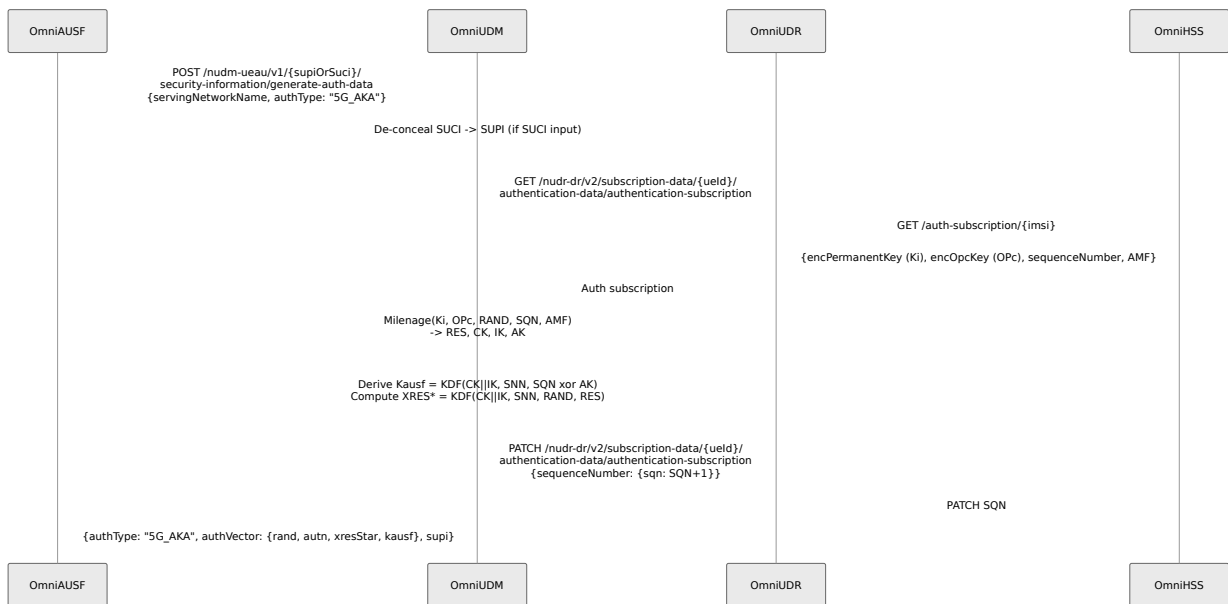 OmniAUSF
OmniUDM
OmniUDR
OmniHSS
POST /nudm-ueau/v1/{supiOrSuci}/
security-information/generate-auth-data
{servingNetworkName, authType: "5G_AKA"}
De-conceal SUCI -> SUPI (if SUCI input)
GET /nudr-dr/v2/subscription-data/{ueId}/
authentication-data/authentication-subscription
GET /auth-subscription/{imsi}
{encPermanentKey (Ki), encOpcKey (OPc), sequenceNumber, AMF}
Auth subscription
Milenage(Ki, OPc, RAND, SQN, AMF)
-> RES, CK, IK, AK
Derive Kausf = KDF(CK||IK, SNN, SQN xor AK)
Compute XRES* = KDF(CK||IK, SNN, RAND, RES)
PATCH /nudr-dr/v2/subscription-data/{ueId}/
authentication-data/authentication-subscription
{sequenceNumber: {sqn: SQN+1}}
PATCH SQN
{authType: "5G_AKA", authVector: {rand, autn, xresStar, kausf}, supi}
OmniAUSF
OmniUDM
OmniUDR
OmniHSS